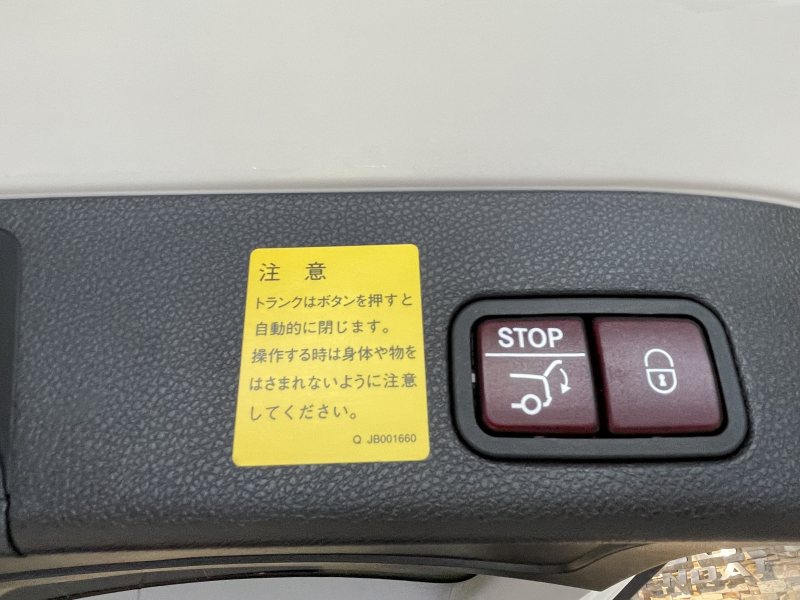 注 意
トランクはボタンを押すと
自動的に閉じます。
操作する時は身体や物を
はさまれないように注意
してください。
Q JB001660
STOP